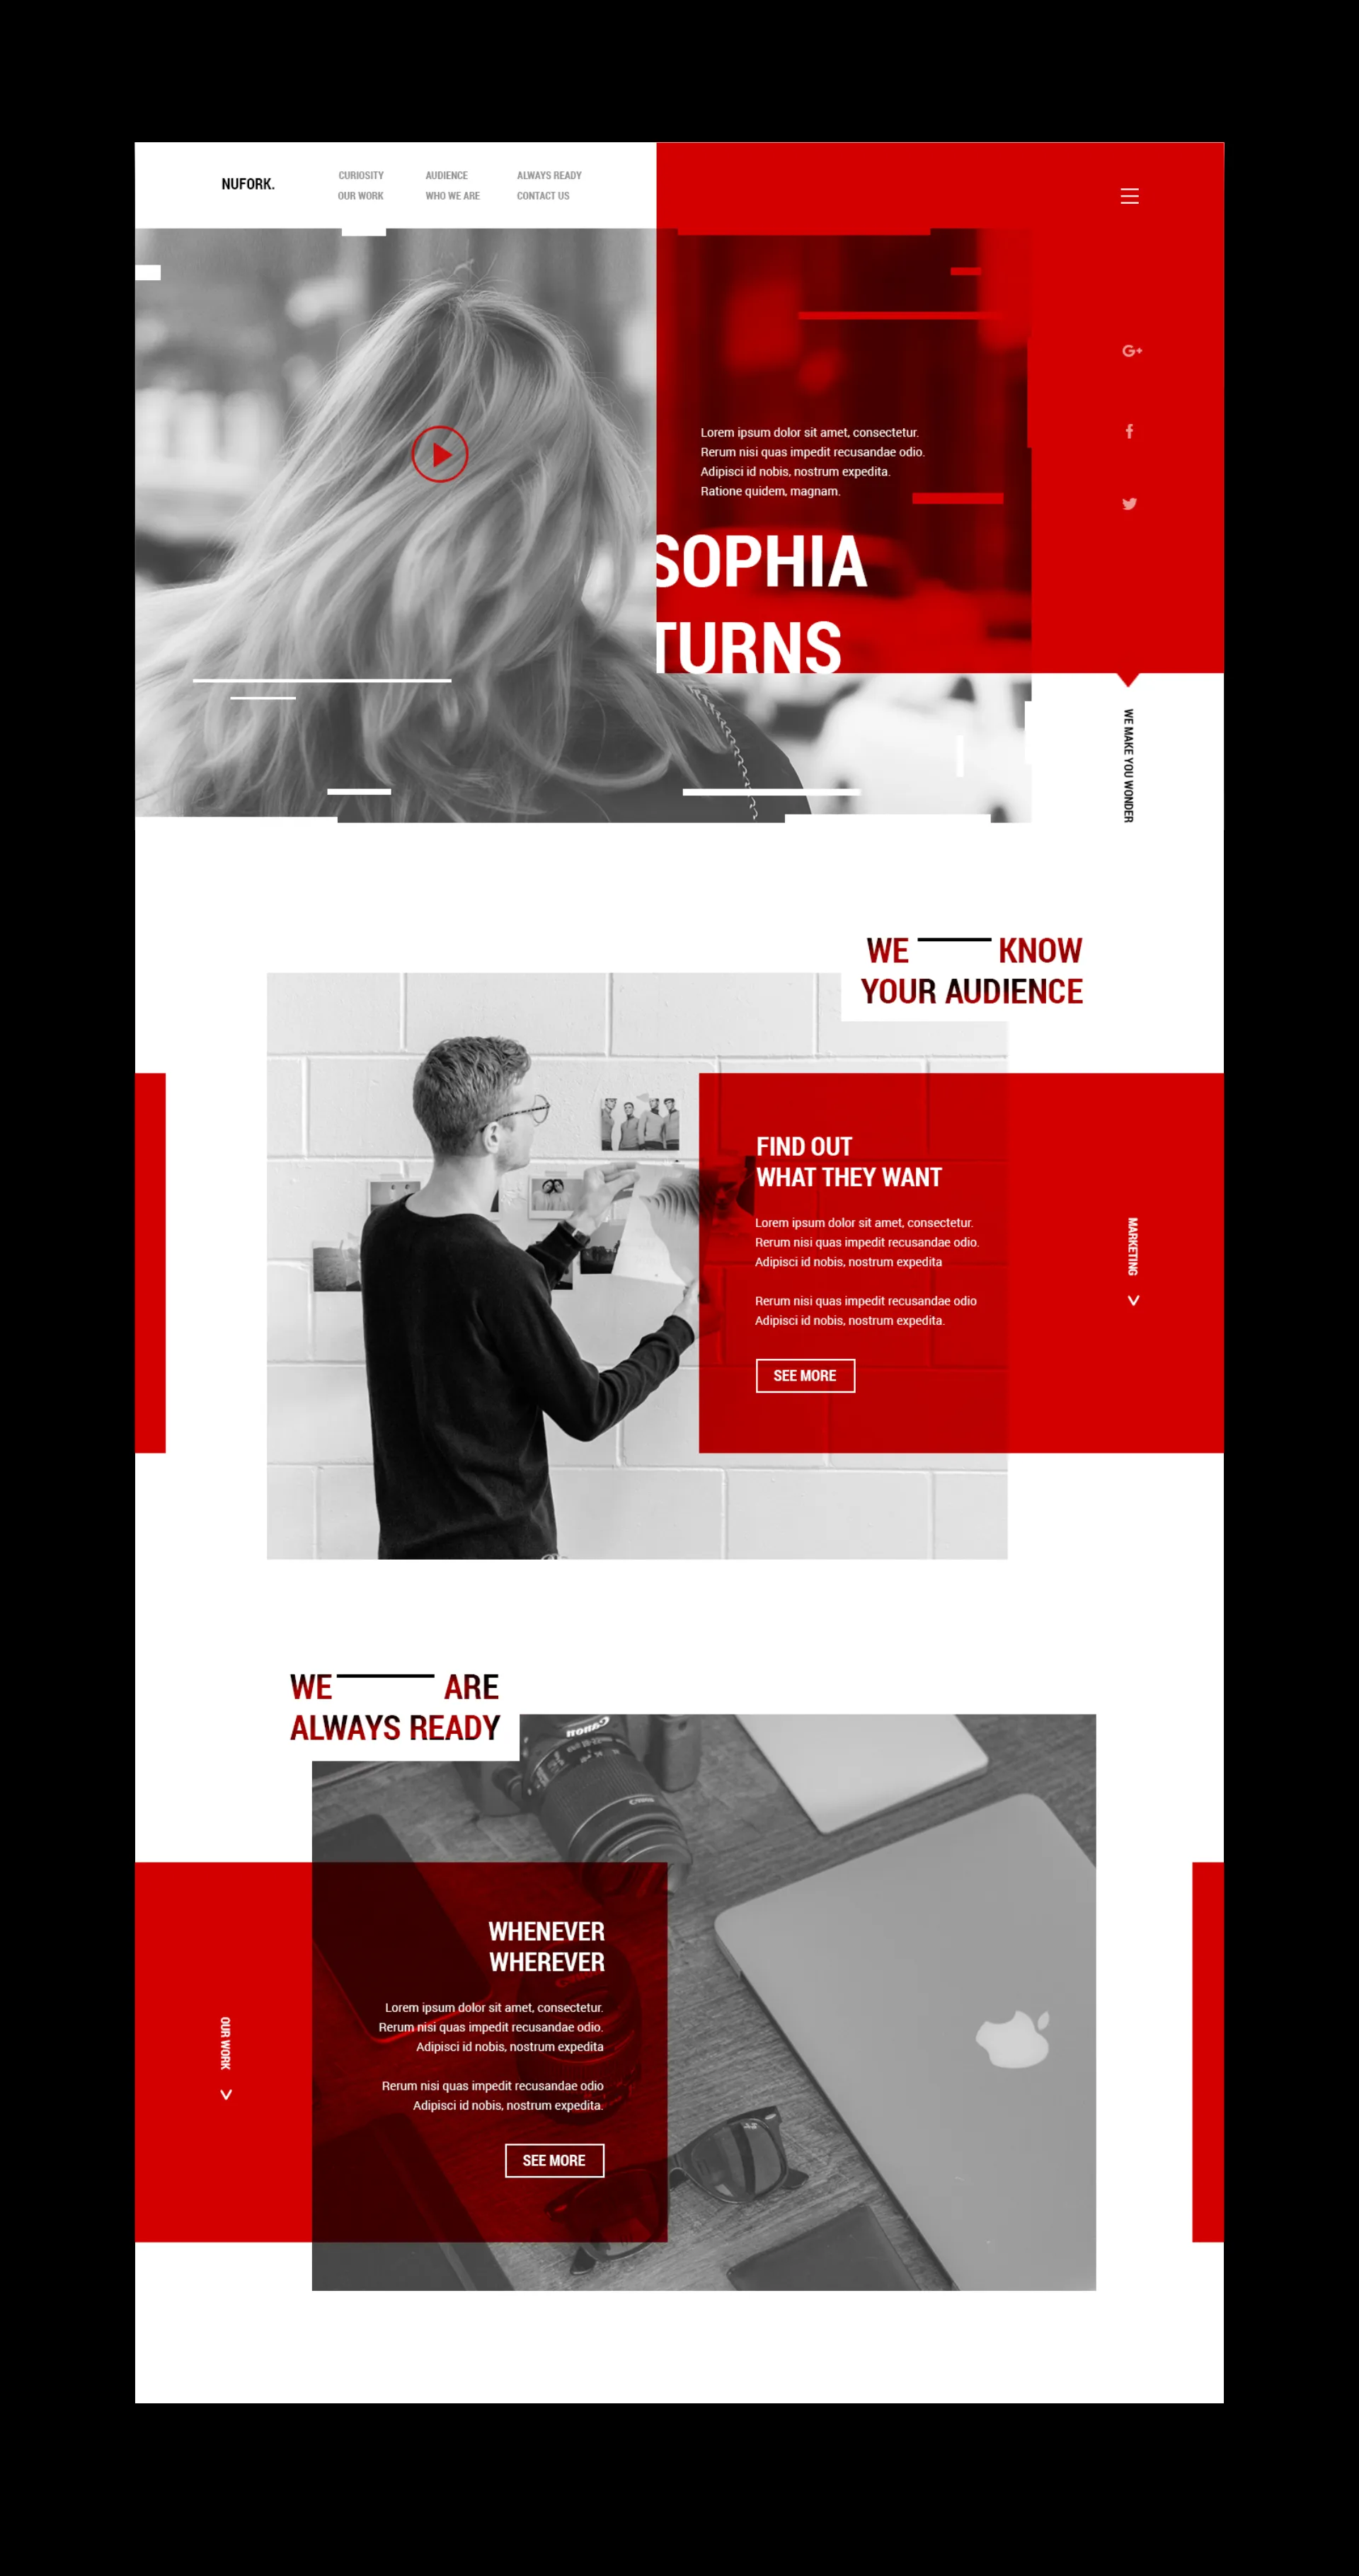 NUFORK.
CURIOSITY
OUR WORK
AUDIENCE
WHO WE ARE
ALWAYS READY
CONTACT US
G+
f
Lorem ipsum dolor sit amet, consectetur.
Rerum nisi quas impedit recusandae odio.
Adipisci id nobis, nostrum expedita.
Ratione quidem, magnam.
SOPHIA
TURNS
WE MAKE YOU WONDER
WE KNOW
YOUR AUDIENCE
FIND OUT
WHAT THEY WANT
Lorem ipsum dolor sit amet, consectetur.
Rerum nisi quas impedit recusandae odio.
Adipisci id nobis, nostrum expedita
Rerum nisi quas impedit recusandae odio
Adipisci id nobis, nostrum expedita.
SEE MORE
MARKETING
WE ARE
ALWAYS READY
Canon
Canon
WHENEVER
WHEREVER
Lorem ipsum dolor sit amet, consectetur.
Rerum nisi quas impedit recusandae odio.
Adipisci id nobis, nostrum expedita
Rerum nisi quas impedit recusandae odio
Adipisci id nobis, nostrum expedita.
SEE MORE
OUR WORK